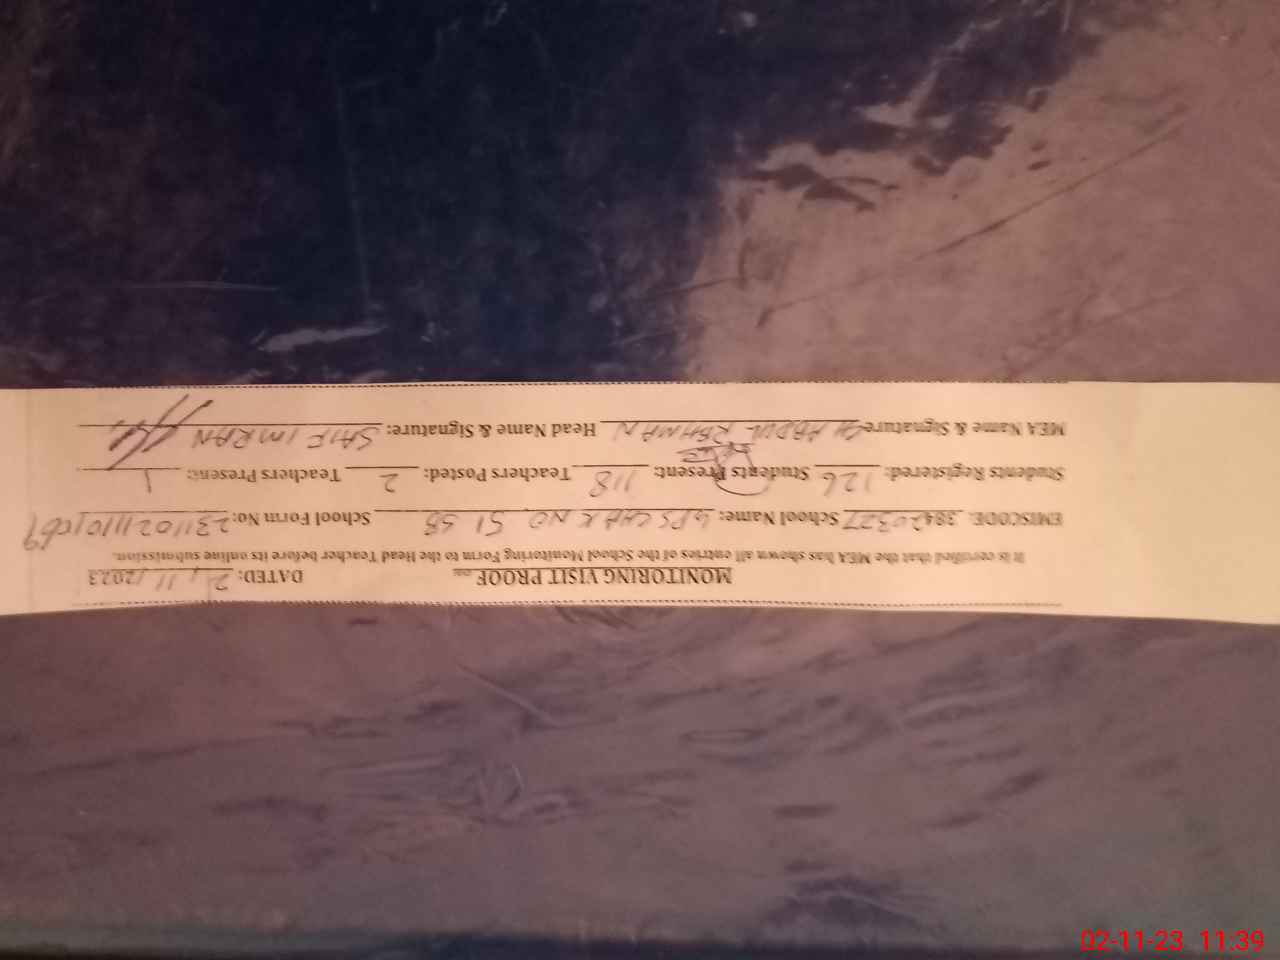 MONITORING VISIT PROOF DATED: 2/11/2023
It is certified that the MEA has shown all entries of the School Monitoring Form to the Head Teacher before its online submission.
EMISCODE: 38420327 School Name: GPS CHAK NO 51 SB School Form No:
Students Registered: 126 Students Present: 118 Teachers Posted: 2 Teachers Present: 1
MEA Name & Signature ABDUL REHMAN Head Name & Signature: SAIF IMRAN
02-11-23 11:39